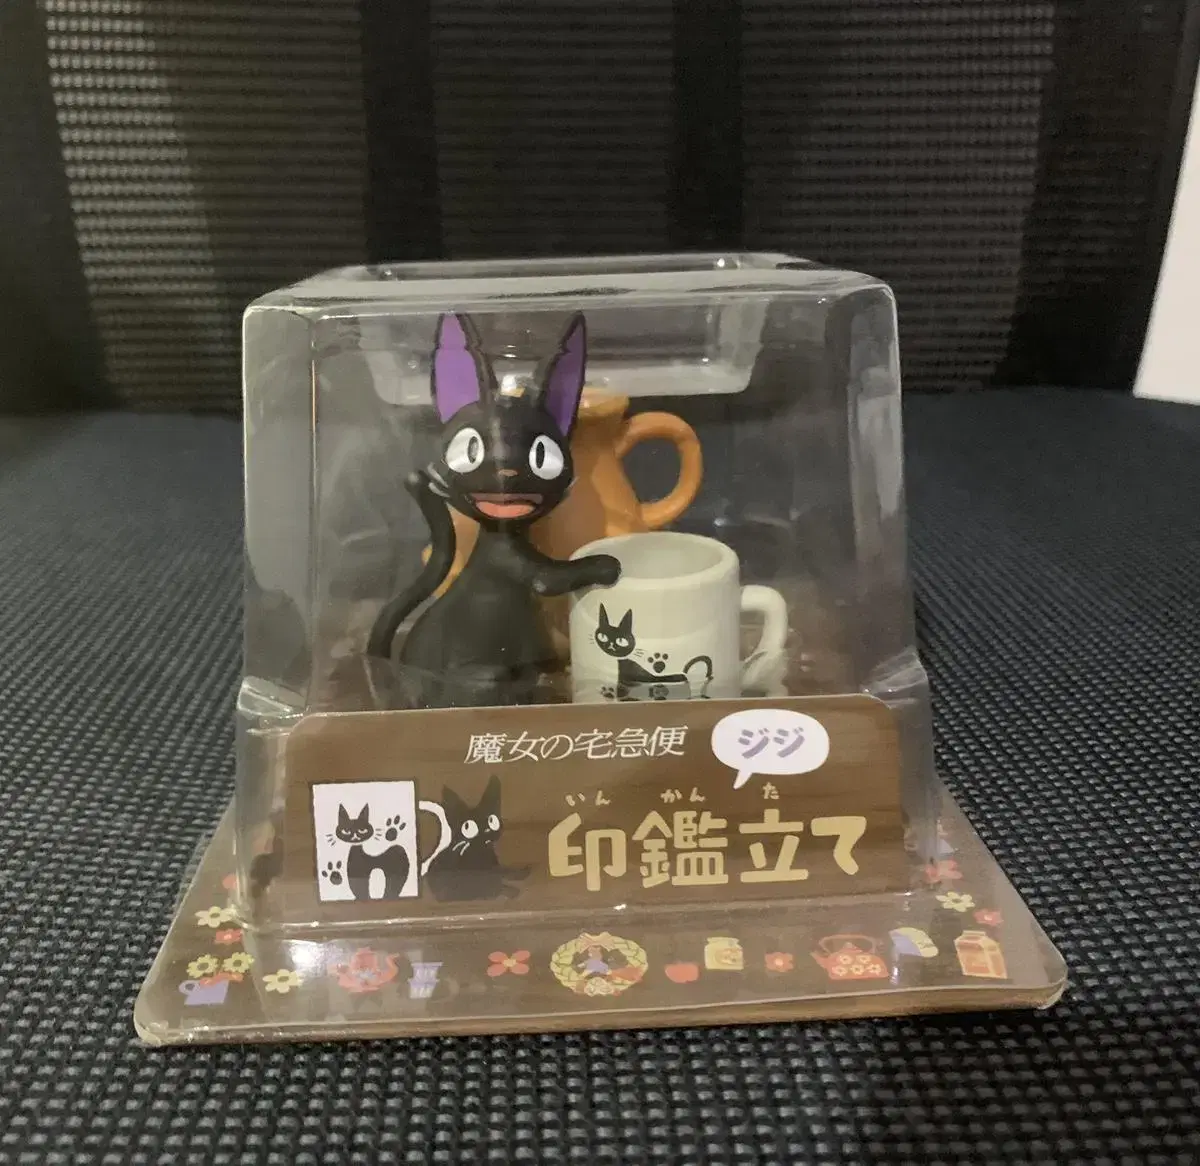 魔女の宅急便
ジジ
いん かん た
印鑑立て